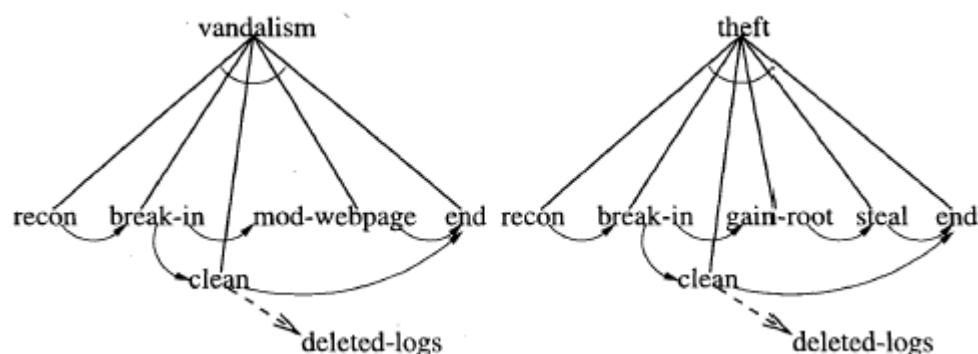 vandalism theft
recon break-in mod-webpage end recon break-in gain-root steal end
clean clean
deleted-logs deleted-logs